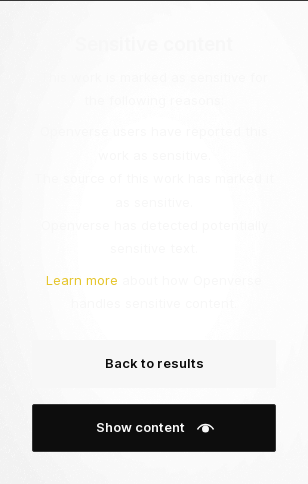 Sensitive content
This work is marked as sensitive for
the following reasons:
Openverse users have reported this
work as sensitive.
The source of this work has marked it
as sensitive.
Openverse has detected potentially
sensitive text.
Learn more about how Openverse
handles sensitive content.
Back to results
Show content